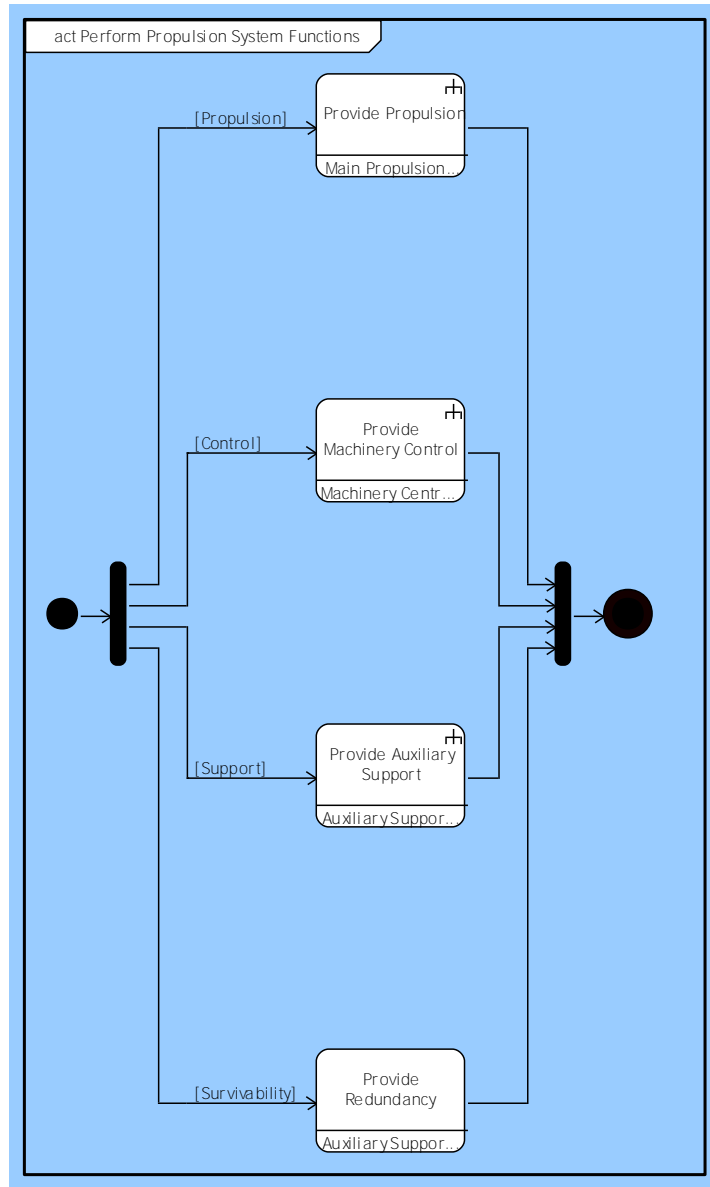 act Perform Propulsion System Functions
[Propulsion]
Provide Propulsion
Main Propulsion...
[Control]
Provide
Machinery Control
Machinery Centr...
[Support]
Provide Auxiliary
Support
Auxiliary Suppor...
[Survivability]
Provide
Redundancy
Auxiliary Suppor...